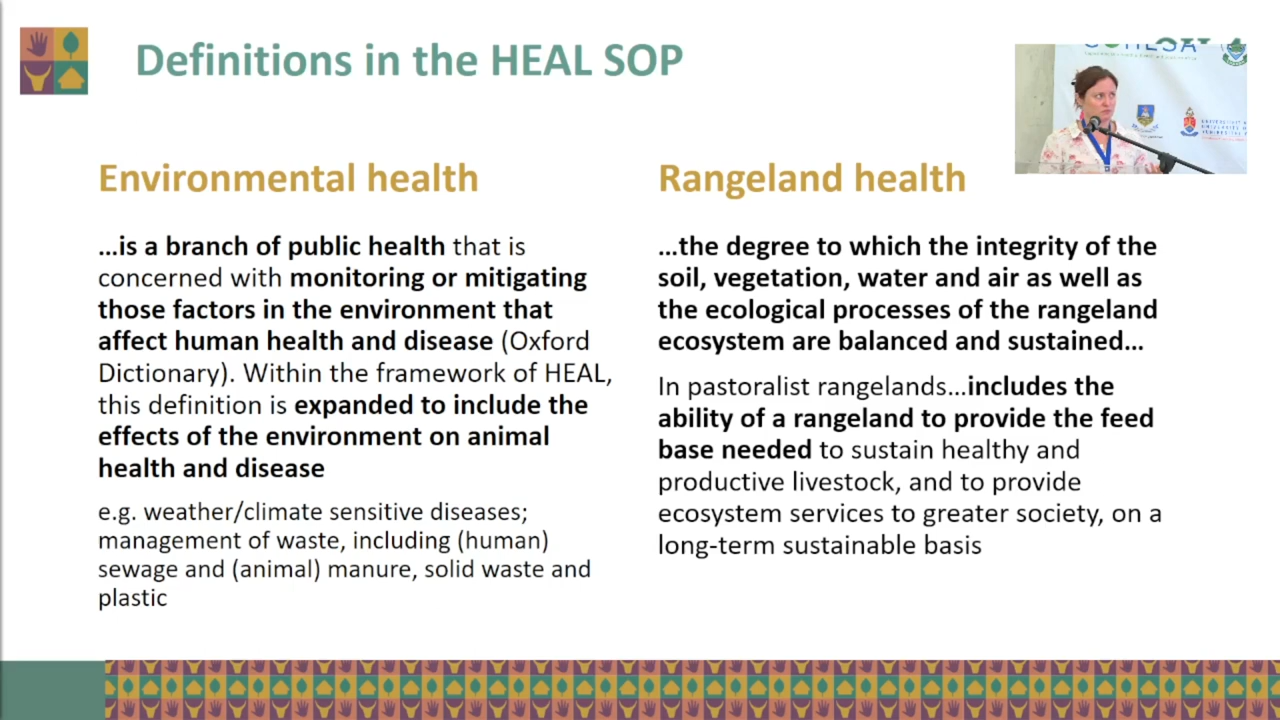 Definitions in the HEAL SOP
Environmental health
…is a branch of public health that is
concerned with monitoring or mitigating
those factors in the environment that
affect human health and disease (Oxford
Dictionary). Within the framework of HEAL,
this definition is expanded to include the
effects of the environment on animal
health and disease
e.g. weather/climate sensitive diseases;
management of waste, including (human)
sewage and (animal) manure, solid waste and
plastic
Rangeland health
…the degree to which the integrity of the
soil, vegetation, water and air as well as
the ecological processes of the rangeland
ecosystem are balanced and sustained…
In pastoralist rangelands…includes the
ability of a rangeland to provide the feed
base needed to sustain healthy and
productive livestock, and to provide
ecosystem services to greater society, on a
long-term sustainable basis